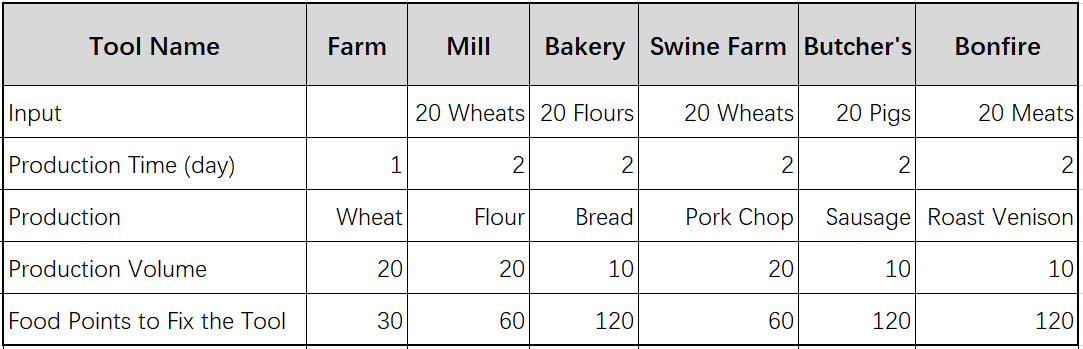 Tool Name Farm Mill Bakery Swine Farm Butcher's Bonfire
Input 20 Wheats 20 Flours 20 Wheats 20 Pigs 20 Meats
Production Time (day) 1 2 2 2 2 2
Production Wheat Flour Bread Pork Chop Sausage Roast Venison
Production Volume 20 20 10 20 10 10
Food Points to Fix the Tool 30 60 120 60 120 120